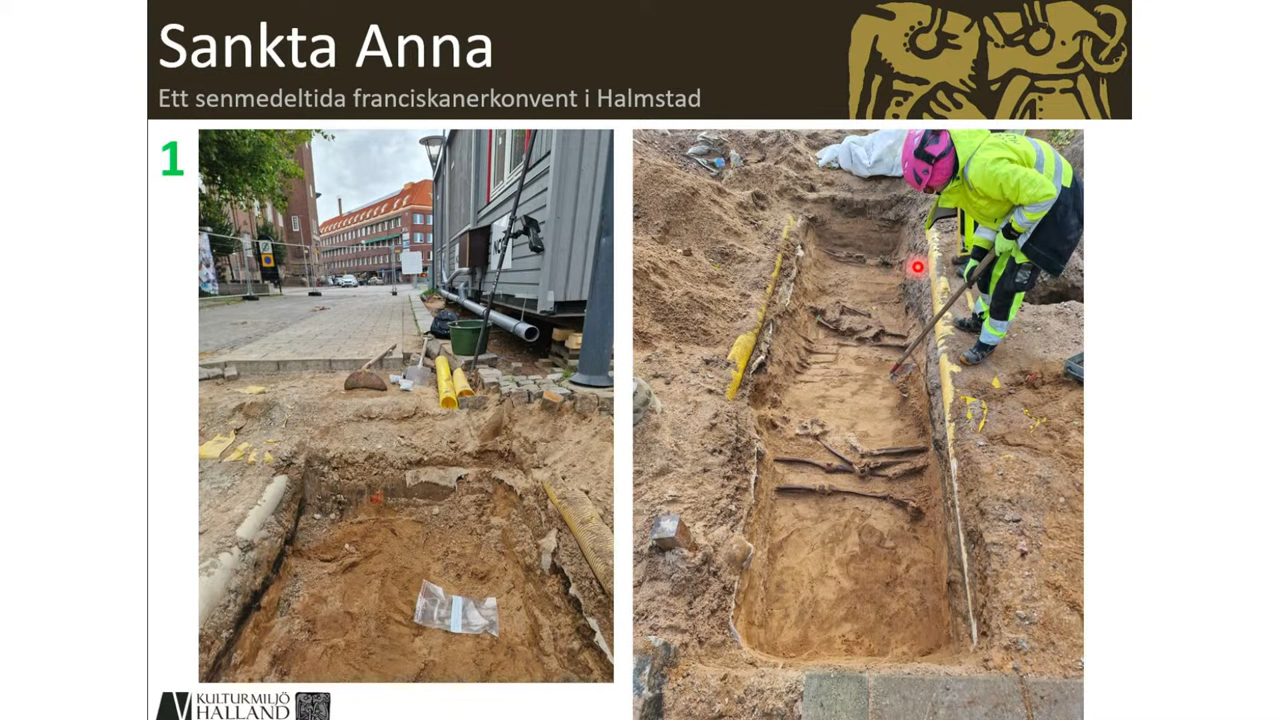 Sankta Anna
Ett senmedeltida franciskanerkonvent i Halmstad
1
KULTURMILJÖ
HALLAND